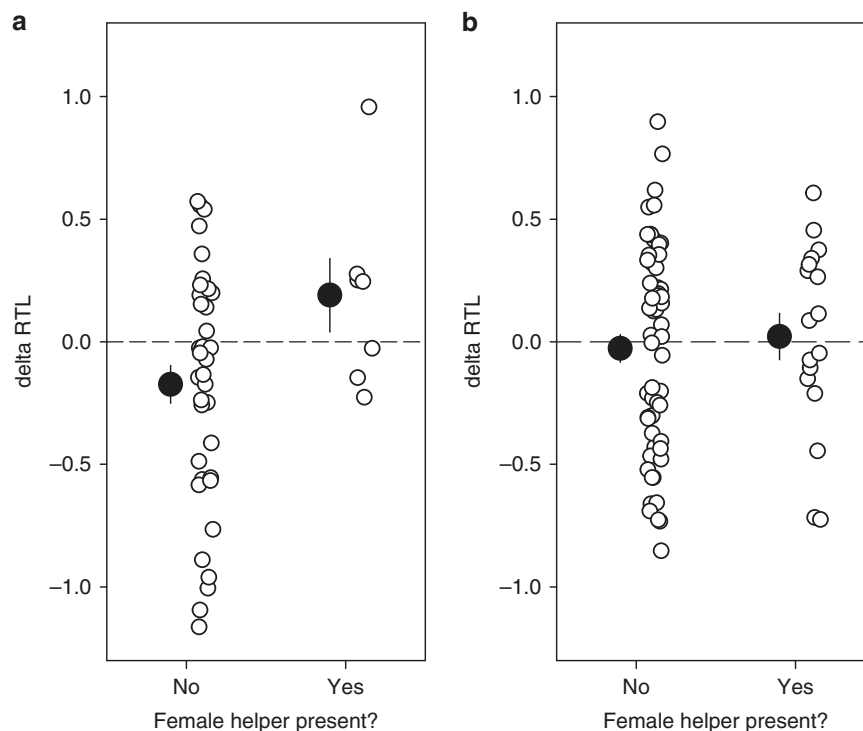 a
b
1.0
0.5
0.0
–0.5
–1.0
delta RTL
No
Yes
Female helper present?
1.0
0.5
0.0
–0.5
–1.0
delta RTL
No
Yes
Female helper present?